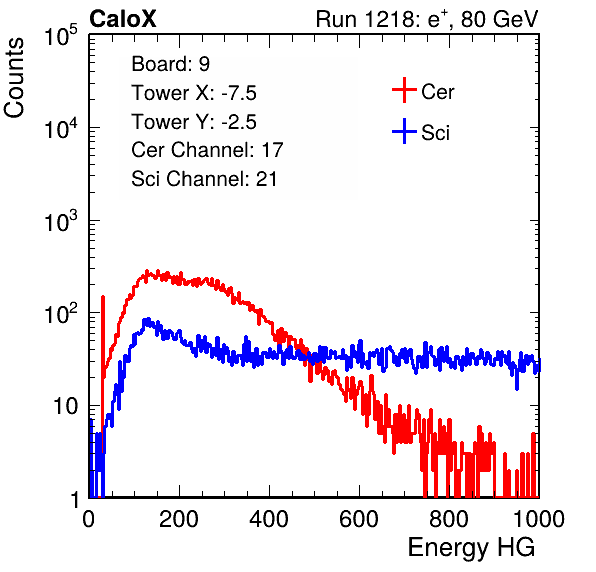 CaloX Run 1218: e⁺, 80 GeV
Counts
10⁵
10⁴
10³
10²
10
1
Board: 9
Tower X: -7.5
Tower Y: -2.5
Cer Channel: 17
Sci Channel: 21
Cer
Sci
0 200 400 600 800 1000
Energy HG